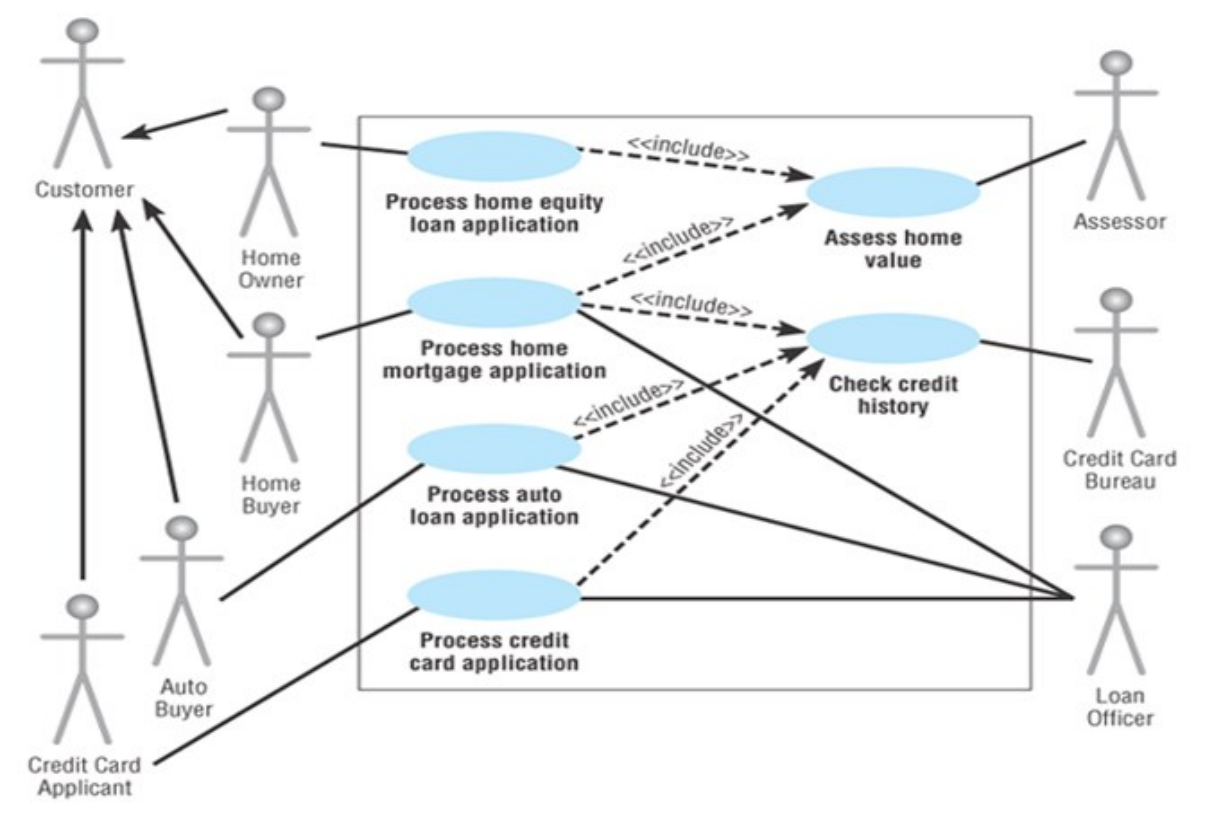 Customer
Home
Owner
Home
Buyer
Auto
Buyer
Credit Card
Applicant
<<include>>
Process home equity
loan application
<<include>>
Assess home
value
<<include>>
Process home
mortgage application
<<include>>
Check credit
history
<<include>>
Process auto
loan application
Process credit
card application
Assessor
Credit Card
Bureau
Loan
Officer